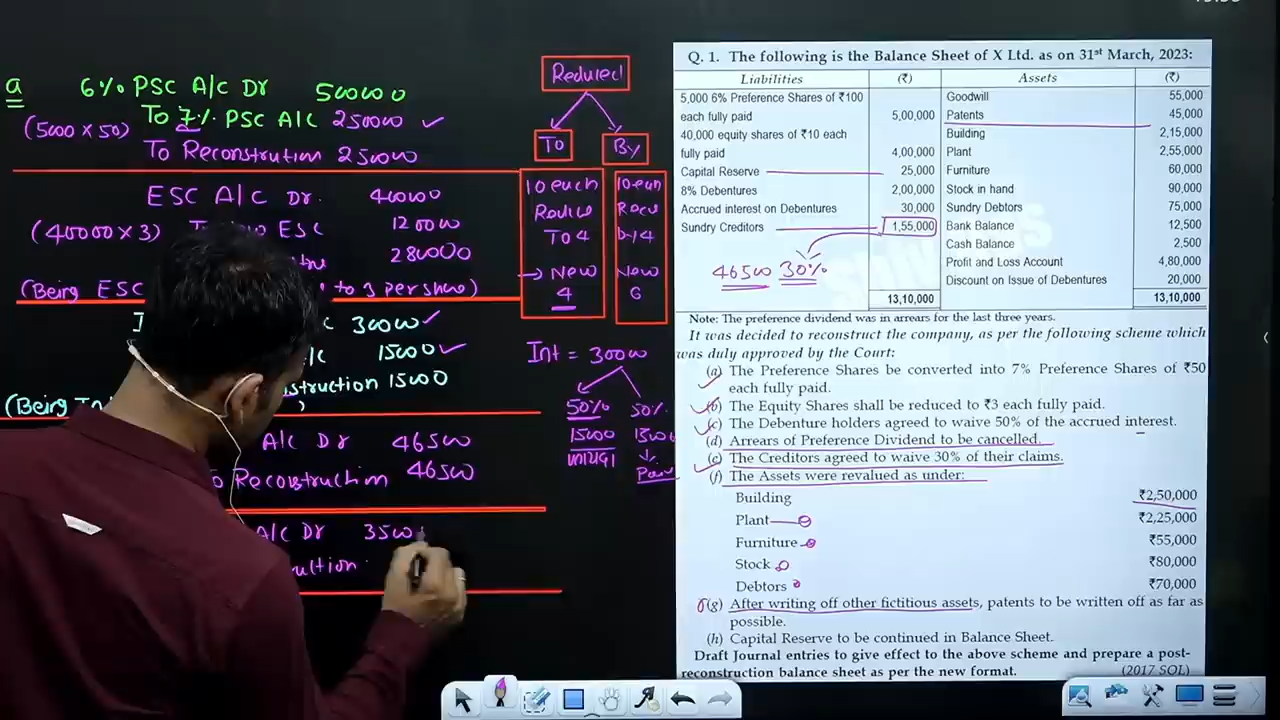 a
6% PSC A/C Dr 500000
To 7% PSC A/C 250000
(5000 x 50)
To Reconstrution 250000
ESC A/C Dr. 400000
(40000 x 3) ESC 120000
280000
(Being ESC to 3 per share)
30000
A/C 15000
struction 15000
(Being Int )
A/C Dr 46500
To Reconstruction 46500
A/C Dr 3500
uction
Reduced
To By
10 each
Reduce
To 4
→ New
4
10 each
Redu
by 4
New
6
Int = 30000
50% 50%
15000 15000
waived Paid
Q. 1. The following is the Balance Sheet of X Ltd. as on 31st March, 2023:
Liabilities (₹) Assets (₹)
5,000 6% Preference Shares of ₹100 Goodwill 55,000
each fully paid 5,00,000 Patents 45,000
40,000 equity shares of ₹10 each Building 2,15,000
fully paid 4,00,000 Plant 2,55,000
Capital Reserve 25,000 Furniture 60,000
8% Debentures 2,00,000 Stock in hand 90,000
Accrued interest on Debentures 30,000 Sundry Debtors 75,000
Sundry Creditors 1,55,000 Bank Balance 12,500
Cash Balance 2,500
46500 30% Profit and Loss Account 4,80,000
Discount on Issue of Debentures 20,000
13,10,000 13,10,000
Note: The preference dividend was in arrears for the last three years.
It was decided to reconstruct the company, as per the following scheme which
was duly approved by the Court:
(a) The Preference Shares be converted into 7% Preference Shares of ₹50
each fully paid.
(b) The Equity Shares shall be reduced to ₹3 each fully paid.
(c) The Debenture holders agreed to waive 50% of the accrued interest.
(d) Arrears of Preference Dividend to be cancelled.
(e) The Creditors agreed to waive 30% of their claims.
(f) The Assets were revalued as under:
Building ₹2,50,000
Plant ₹2,25,000
Furniture ₹55,000
Stock ₹80,000
Debtors ₹70,000
(g) After writing off other fictitious assets, patents to be written off as far as
possible.
(h) Capital Reserve to be continued in Balance Sheet.
Draft Journal entries to give effect to the above scheme and prepare a post-
reconstruction balance sheet as per the new format. (2017 SOL)